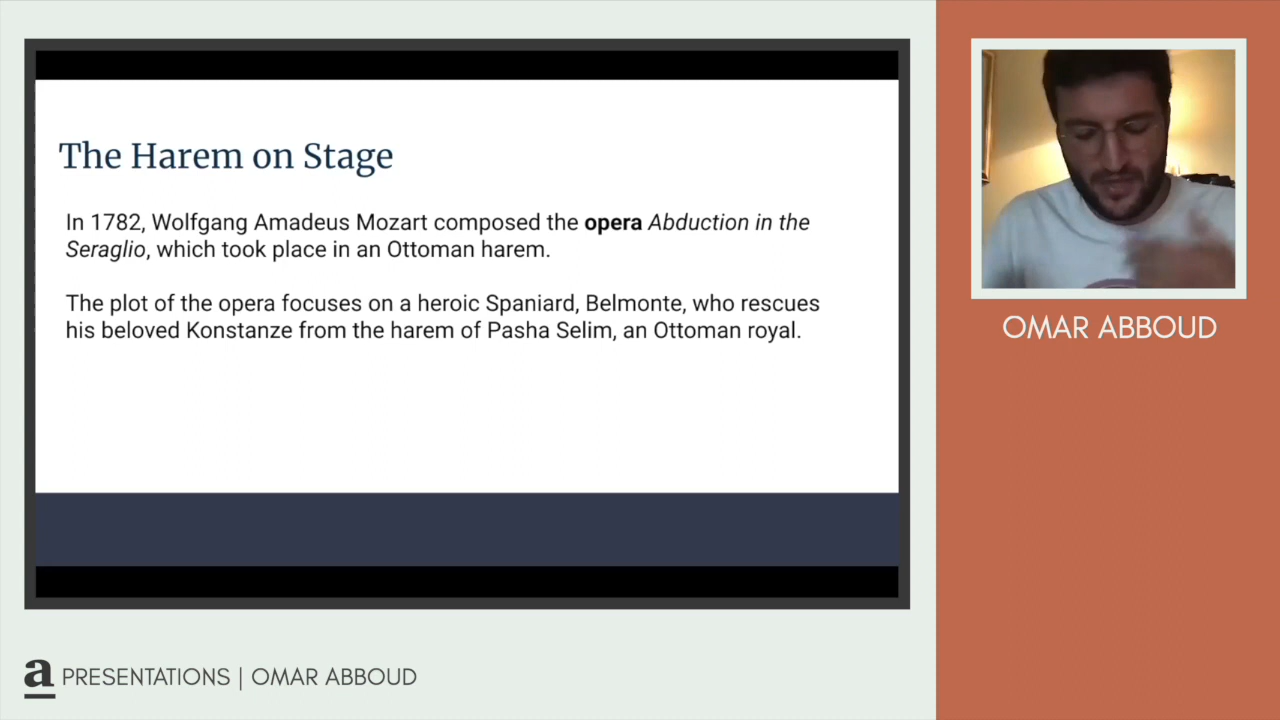 The Harem on Stage
In 1782, Wolfgang Amadeus Mozart composed the opera Abduction in the
Seraglio, which took place in an Ottoman harem.
The plot of the opera focuses on a heroic Spaniard, Belmonte, who rescues
his beloved Konstanze from the harem of Pasha Selim, an Ottoman royal.
OMAR ABBOUD
a PRESENTATIONS | OMAR ABBOUD